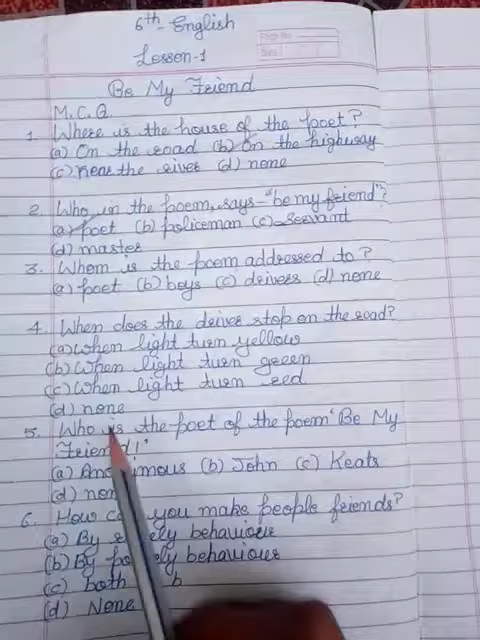 6th - English
Page No.
Date
Lesson-1
Be My Friend
M.C.Q.
1. Where is the house of the poet?
(a) On the road (b) On the highway
(c) near the river (d) none
2. Who in the poem, says - "be my friend"?
(a) poet (b) policeman (c) servant
(d) master
3. Whom is the poem addressed to?
(a) poet (b) boys (c) drivers (d) none
4. When does the driver stop on the road?
(a) When light turn yellow
(b) When light turn green
(c) When light turn red
(d) none
5. Who is the poet of the poem 'Be My
Friend!'
(a) (b) John (c) Keats
(d)
6. How you make people friends?
(a) By behaviour
(b) By behaviour
(c) both b
(d) None